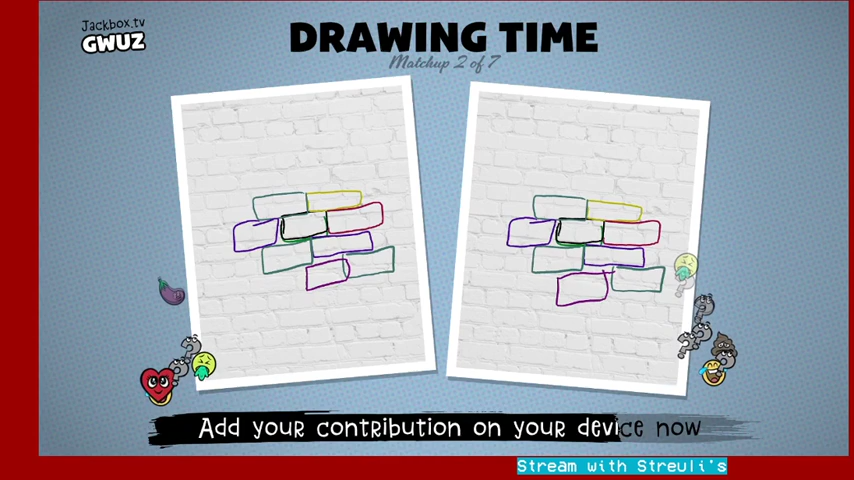 Jackbox.tv
GWUZ
DRAWING TIME
Matchup 2 of 7
Add your contribution on your device now
Stream with Streuli's